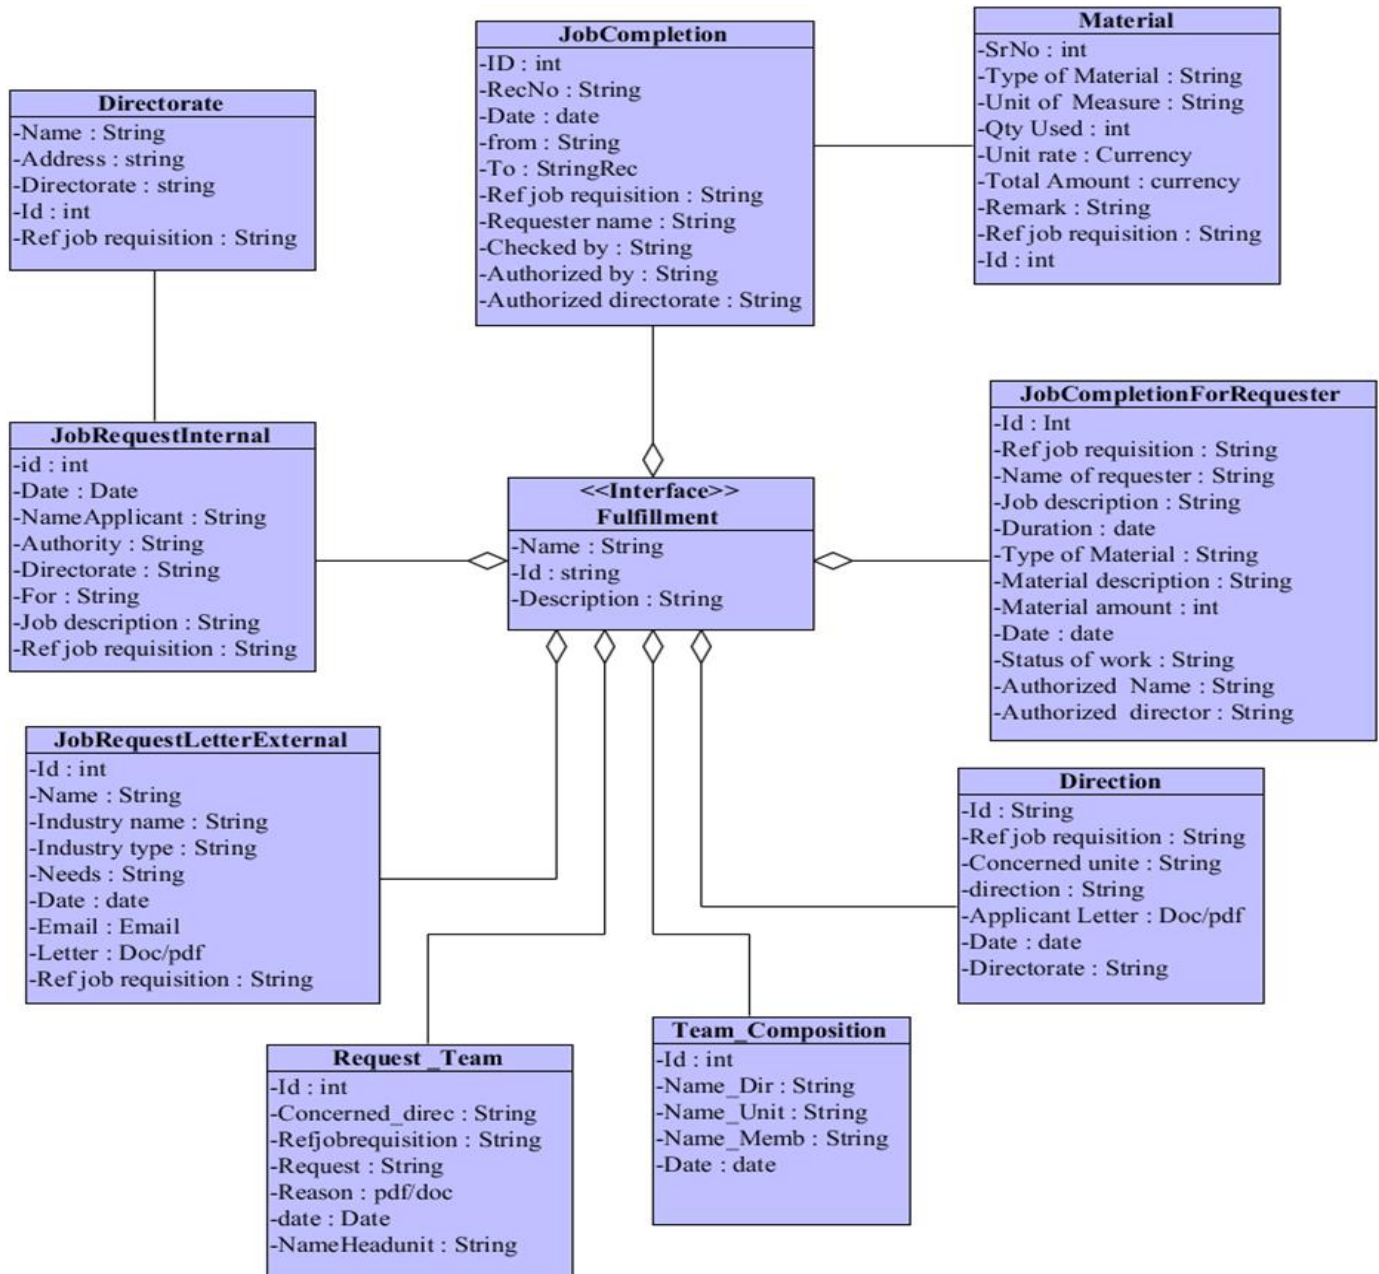 JobCompletion
-ID : int
-RecNo : String
-Date : date
-from : String
-To : StringRec
-Ref job requisition : String
-Requester name : String
-Checked by : String
-Authorized by : String
-Authorized directorate : String
Material
-SrNo : int
-Type of Material : String
-Unit of Measure : String
-Qty Used : int
-Unit rate : Currency
-Total Amount : currency
-Remark : String
-Ref job requisition : String
-Id : int
Directorate
-Name : String
-Address : string
-Directorate : string
-Id : int
-Ref job requisition : String
JobRequestInternal
-id : int
-Date : Date
-NameApplicant : String
-Authority : String
-Directorate : String
-For : String
-Job description : String
-Ref job requisition : String
<<Interface>>
Fulfillment
-Name : String
-Id : string
-Description : String
JobCompletionForRequester
-Id : Int
-Ref job requisition : String
-Name of requester : String
-Job description : String
-Duration : date
-Type of Material : String
-Material description : String
-Material amount : int
-Date : date
-Status of work : String
-Authorized Name : String
-Authorized director : String
JobRequestLetterExternal
-Id : int
-Name : String
-Industry name : String
-Industry type : String
-Needs : String
-Date : date
-Email : Email
-Letter : Doc/pdf
-Ref job requisition : String
Direction
-Id : String
-Ref job requisition : String
-Concerned unite : String
-direction : String
-Applicant Letter : Doc/pdf
-Date : date
-Directorate : String
Request _Team
-Id : int
-Concerned_direc : String
-Refjobrequisition : String
-Request : String
-Reason : pdf/doc
-date : Date
-NameHeadunit : String
Team_Composition
-Id : int
-Name_Dir : String
-Name_Unit : String
-Name_Memb : String
-Date : date